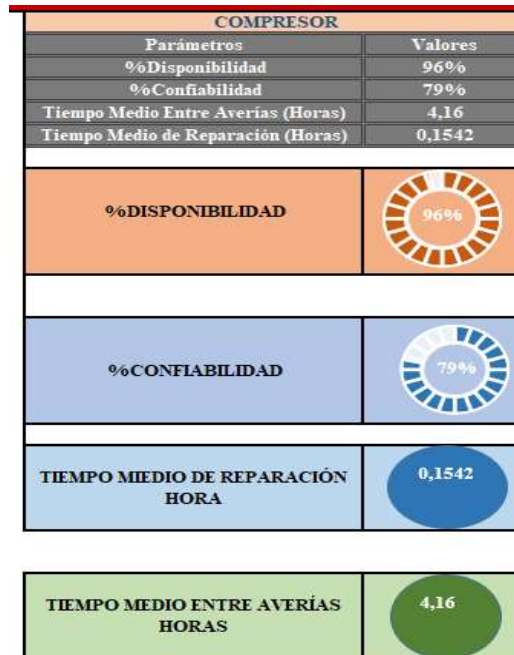 COMPRESOR
Parámetros Valores
%Disponibilidad 96%
%Confiabilidad 79%
Tiempo Medio Entre Averías (Horas) 4,16
Tiempo Medio de Reparación (Horas) 0,1542
%DISPONIBILIDAD 96%
%CONFIABILIDAD 79%
TIEMPO MIEDIO DE REPARACIÓN
HORA
0,1542
TIEMPO MEDIO ENTRE AVERÍAS
HORAS
4,16